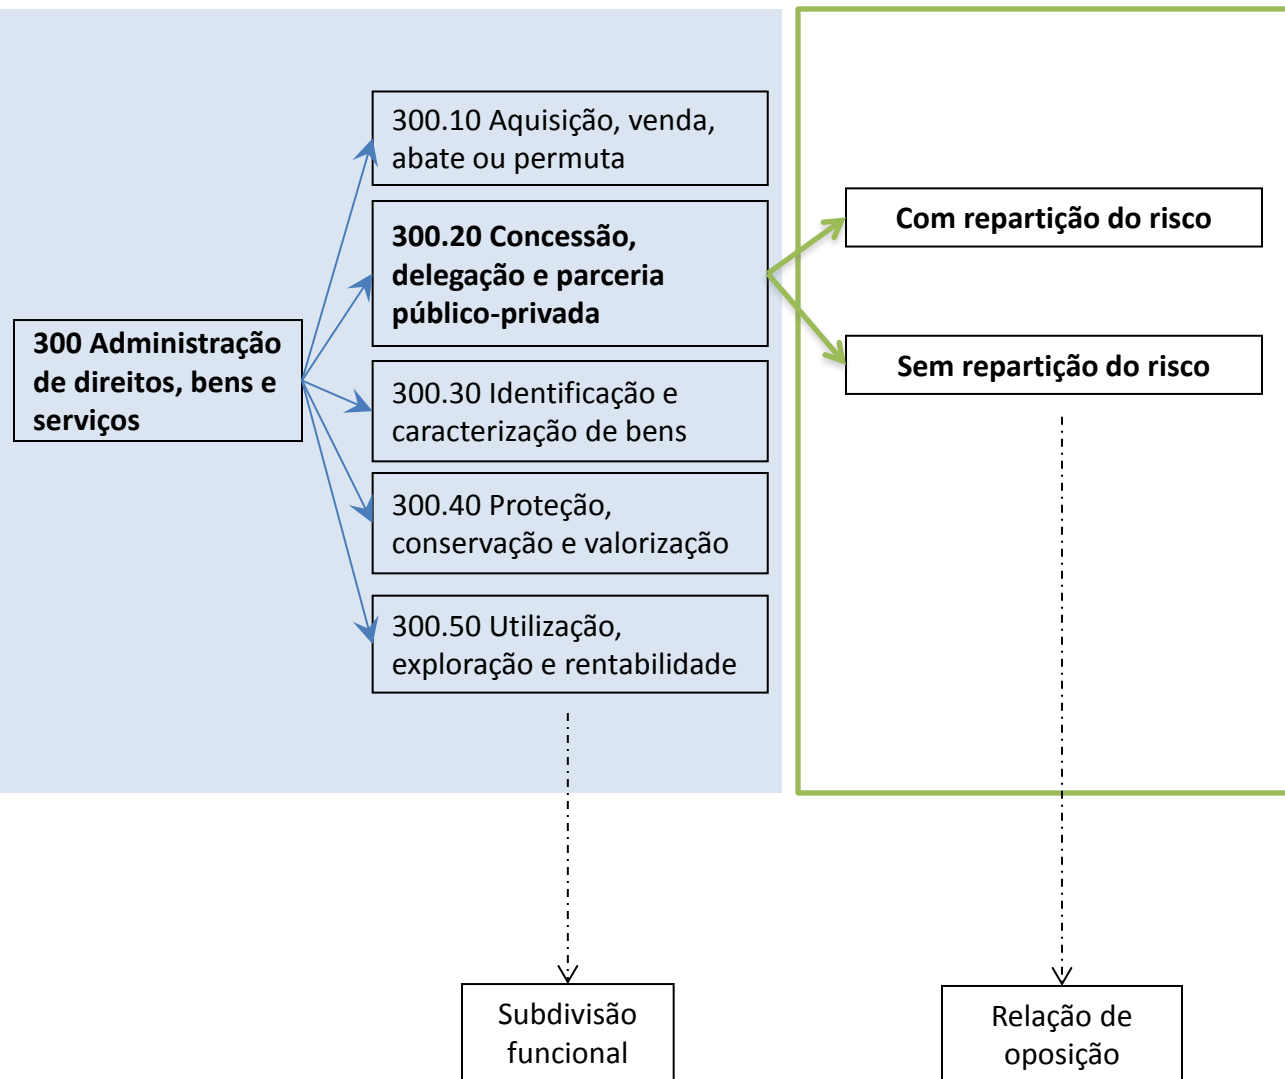 300 Administração
de direitos, bens e
serviços
300.10 Aquisição, venda,
abate ou permuta
300.20 Concessão,
delegação e parceria
público-privada
300.30 Identificação e
caracterização de bens
300.40 Proteção,
conservação e valorização
300.50 Utilização,
exploração e rentabilidade
Com repartição do risco
Sem repartição do risco
Subdivisão
funcional
Relação de
oposição